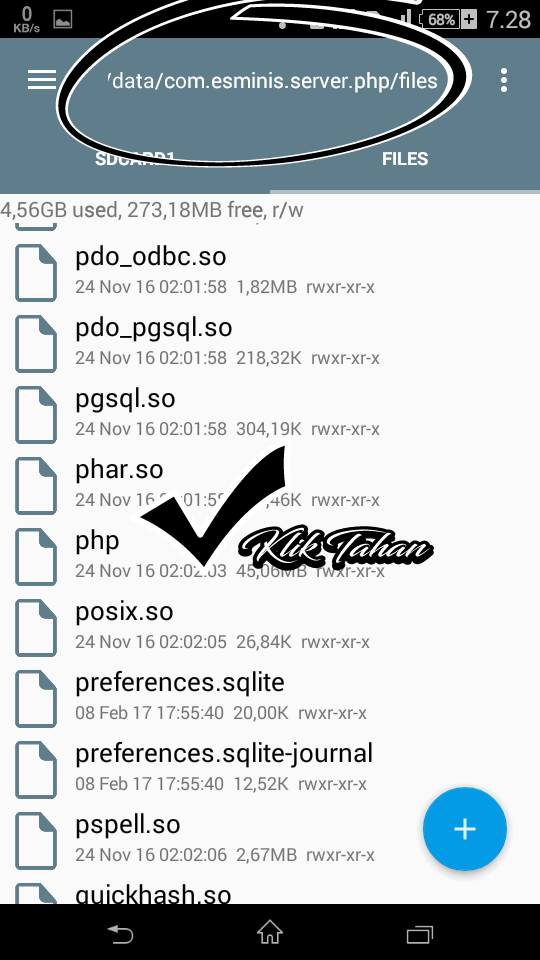 0
KB/s
68%
7.28
/data/com.esminis.server.php/files
SDCARD1
FILES
4,56GB used, 273,18MB free, r/w
pdo_odbc.so
24 Nov 16 02:01:58 1,82MB rwxr-xr-x
pdo_pgsql.so
24 Nov 16 02:01:58 218,32K rwxr-xr-x
pgsql.so
24 Nov 16 02:01:58 304,19K rwxr-xr-x
phar.so
24 Nov 16 rwxr-xr-x
php
Klik Tahan
24 Nov 16 02:02:03 45,06MB rwxr-xr-x
posix.so
24 Nov 16 02:02:05 26,84K rwxr-xr-x
preferences.sqlite
08 Feb 17 17:55:40 20,00K rwxr-xr-x
preferences.sqlite-journal
08 Feb 17 17:55:40 12,52K rwxr-xr-x
pspell.so
24 Nov 16 02:02:06 2,67MB rwxr-xr-x
quickhash.so